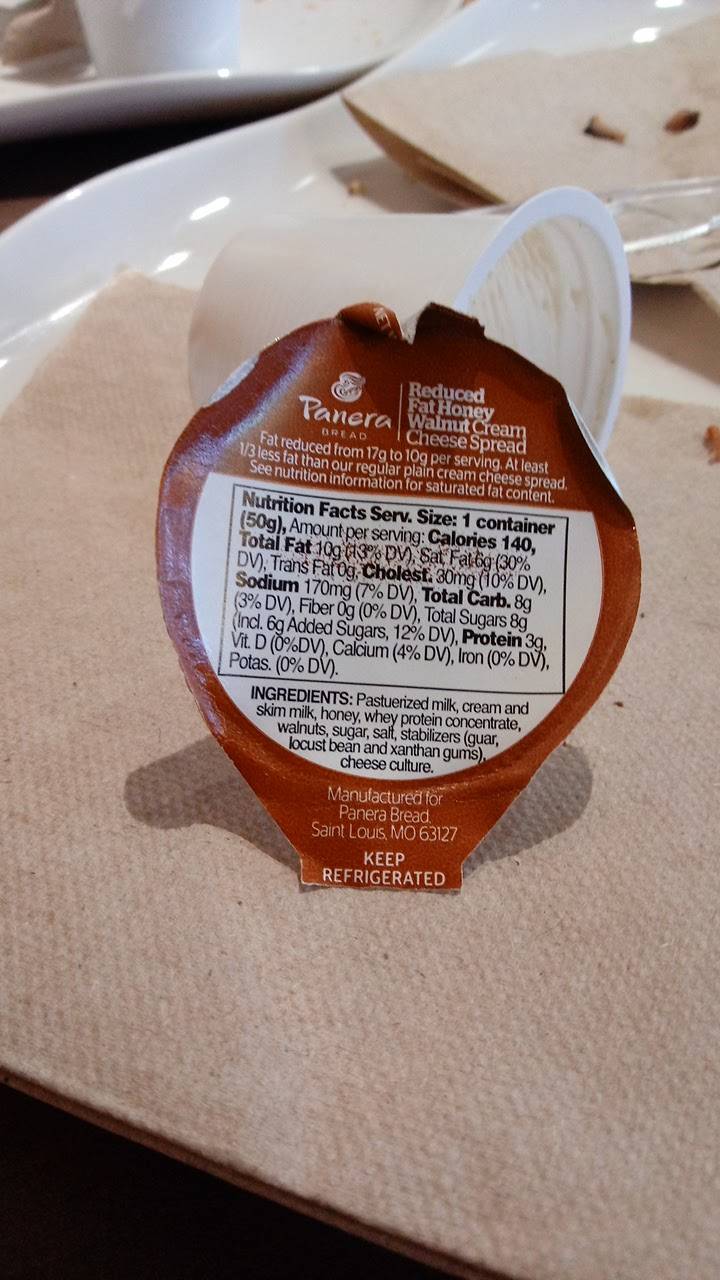 Panera
BREAD
Reduced
Fat Honey
Walnut Cream
Cheese Spread
Fat reduced from 17g to 10g per serving. At least
1/3 less fat than our regular plain cream cheese spread.
See nutrition information for saturated fat content.
Nutrition Facts Serv. Size: 1 container
(50g), Amount per serving: Calories 140,
Total Fat 10g (13% DV), Sat. Fat 6g (30%
DV), Trans Fat 0g, Cholest. 30mg (10% DV),
Sodium 170mg (7% DV), Total Carb. 8g
(3% DV), Fiber 0g (0% DV), Total Sugars 8g
(Incl. 6g Added Sugars, 12% DV), Protein 3g,
Vit. D (0%DV), Calcium (4% DV), Iron (0% DV),
Potas. (0% DV).
INGREDIENTS: Pastuerized milk, cream and
skim milk, honey, whey protein concentrate,
walnuts, sugar, salt, stabilizers (guar,
locust bean and xanthan gums),
cheese culture.
Manufactured for
Panera Bread.
Saint Louis, MO 63127
KEEP
REFRIGERATED